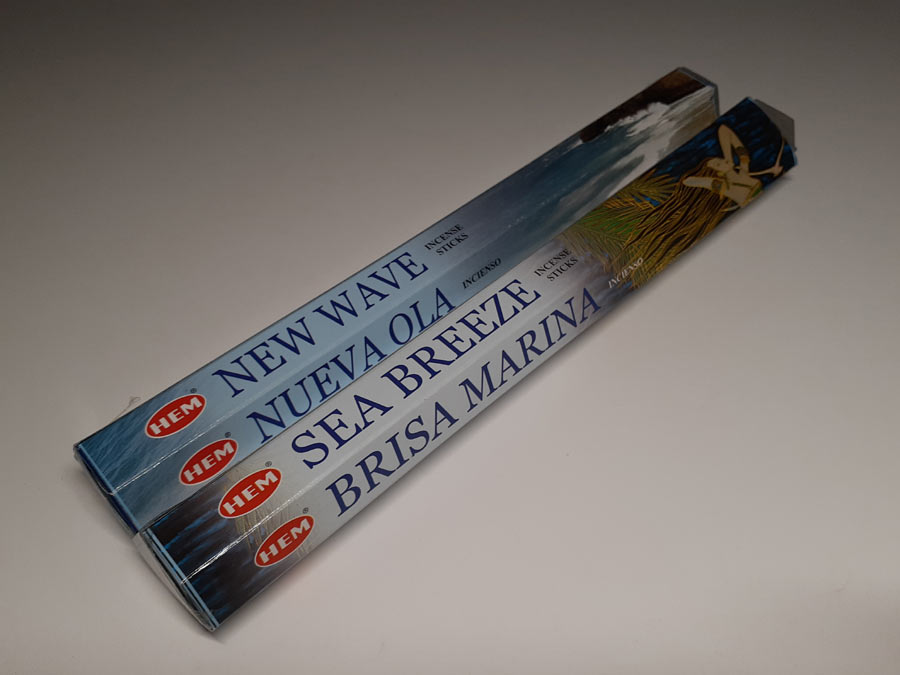 HEM® NEW WAVE INCENSE STICKS
HEM® NUEVA OLA INCIENSO
HEM® SEA BREEZE INCENSE STICKS
HEM® BRISA MARINA INCIENSO